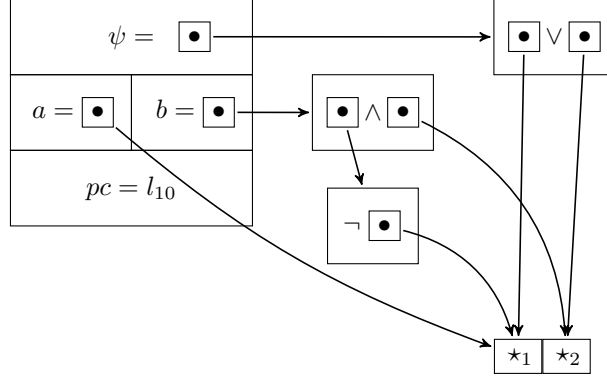 ψ = • • ∨ •
a = • b = • • ∧ •
pc = l₁₀
¬ •
⋆₁ ⋆₂